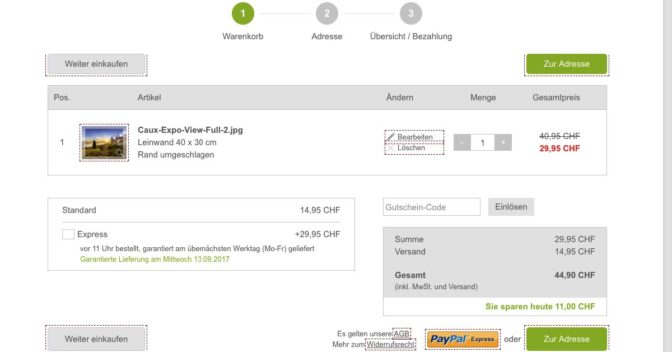 1 2 3
Warenkorb Adresse Übersicht / Bezahlung
Weiter einkaufen Zur Adresse
Pos. Artikel Ändern Menge Gesamtpreis
1 Caux-Expo-View-Full-2.jpg Bearbeiten - 1 + 40,95 CHF
Leinwand 40 x 30 cm Löschen 29,95 CHF
Rand umgeschlagen
Standard 14,95 CHF
Express +29,95 CHF
vor 11 Uhr bestellt, garantiert am übernächsten Werktag (Mo-Fr) geliefert
Garantierte Lieferung am Mittwoch 13.09.2017
Gutschein-Code Einlösen
Summe 29,95 CHF
Versand 14,95 CHF
Gesamt 44,90 CHF
(inkl. MwSt. und Versand)
Sie sparen heute 11,00 CHF
Weiter einkaufen
Es gelten unsere AGB
Mehr zum Widerrufsrecht
PayPal Express oder Zur Adresse